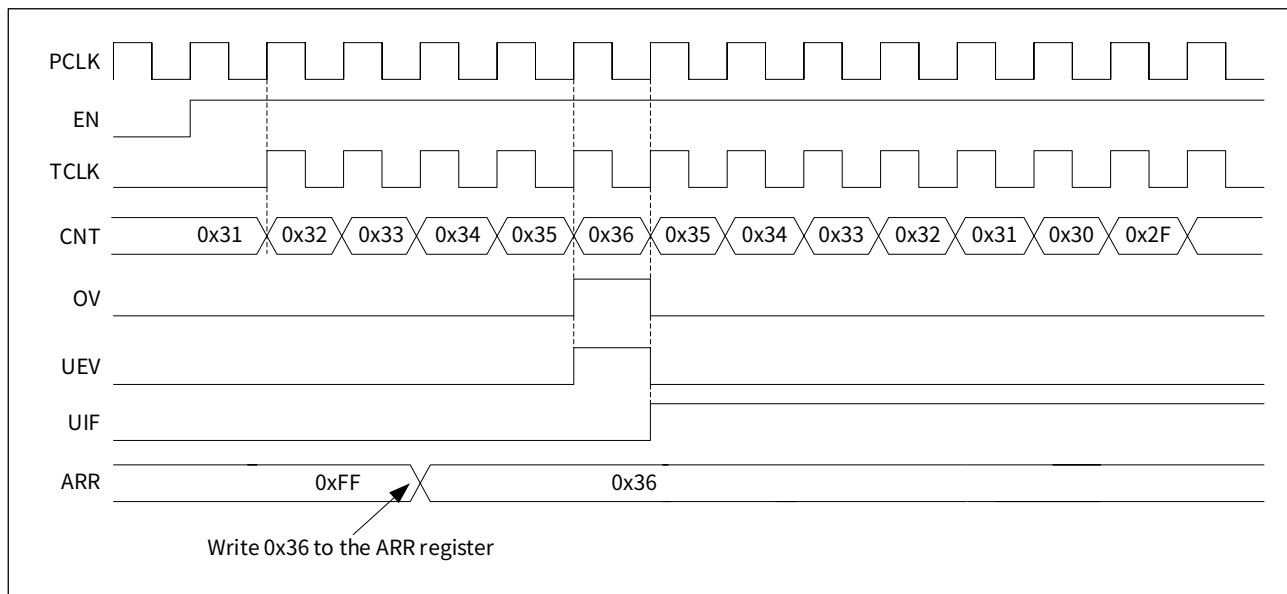 PCLK
EN
TCLK
CNT 0x31 0x32 0x33 0x34 0x35 0x36 0x35 0x34 0x33 0x32 0x31 0x30 0x2F
OV
UEV
UIF
ARR 0xFF 0x36
Write 0x36 to the ARR register